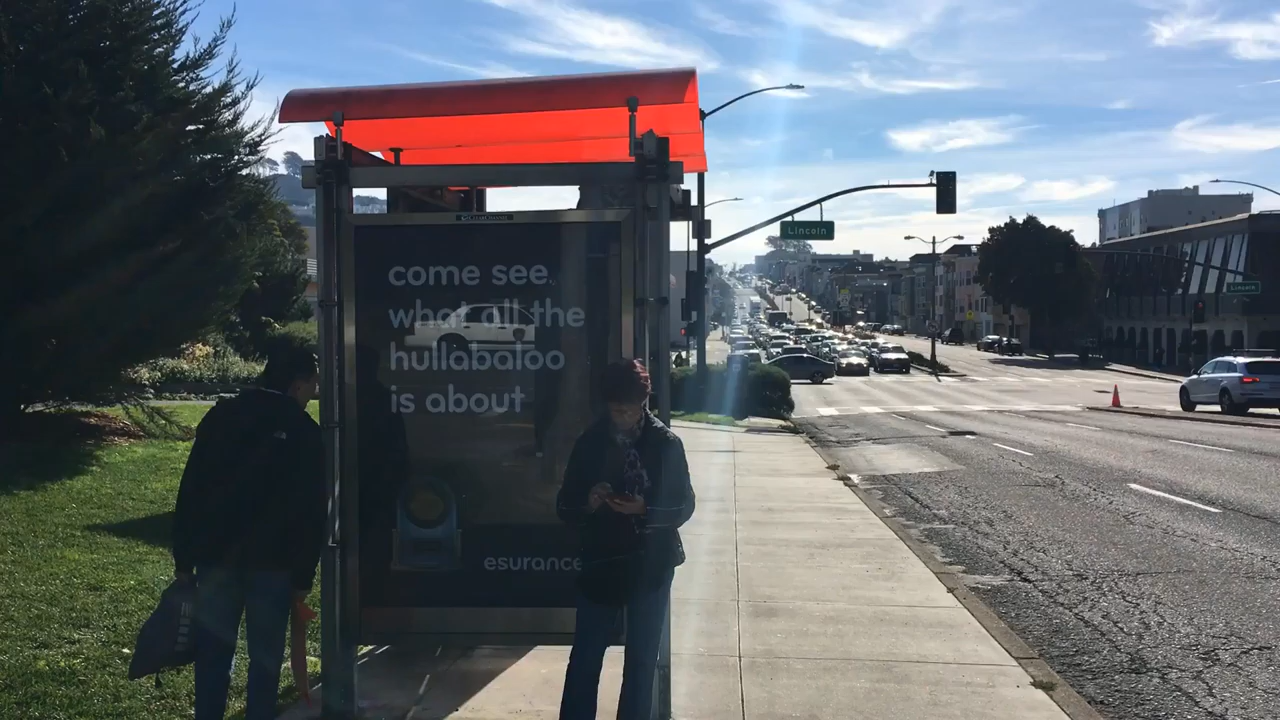 come see
what all the
hullabaloo
is about
esurance
Lincoln
Lincoln